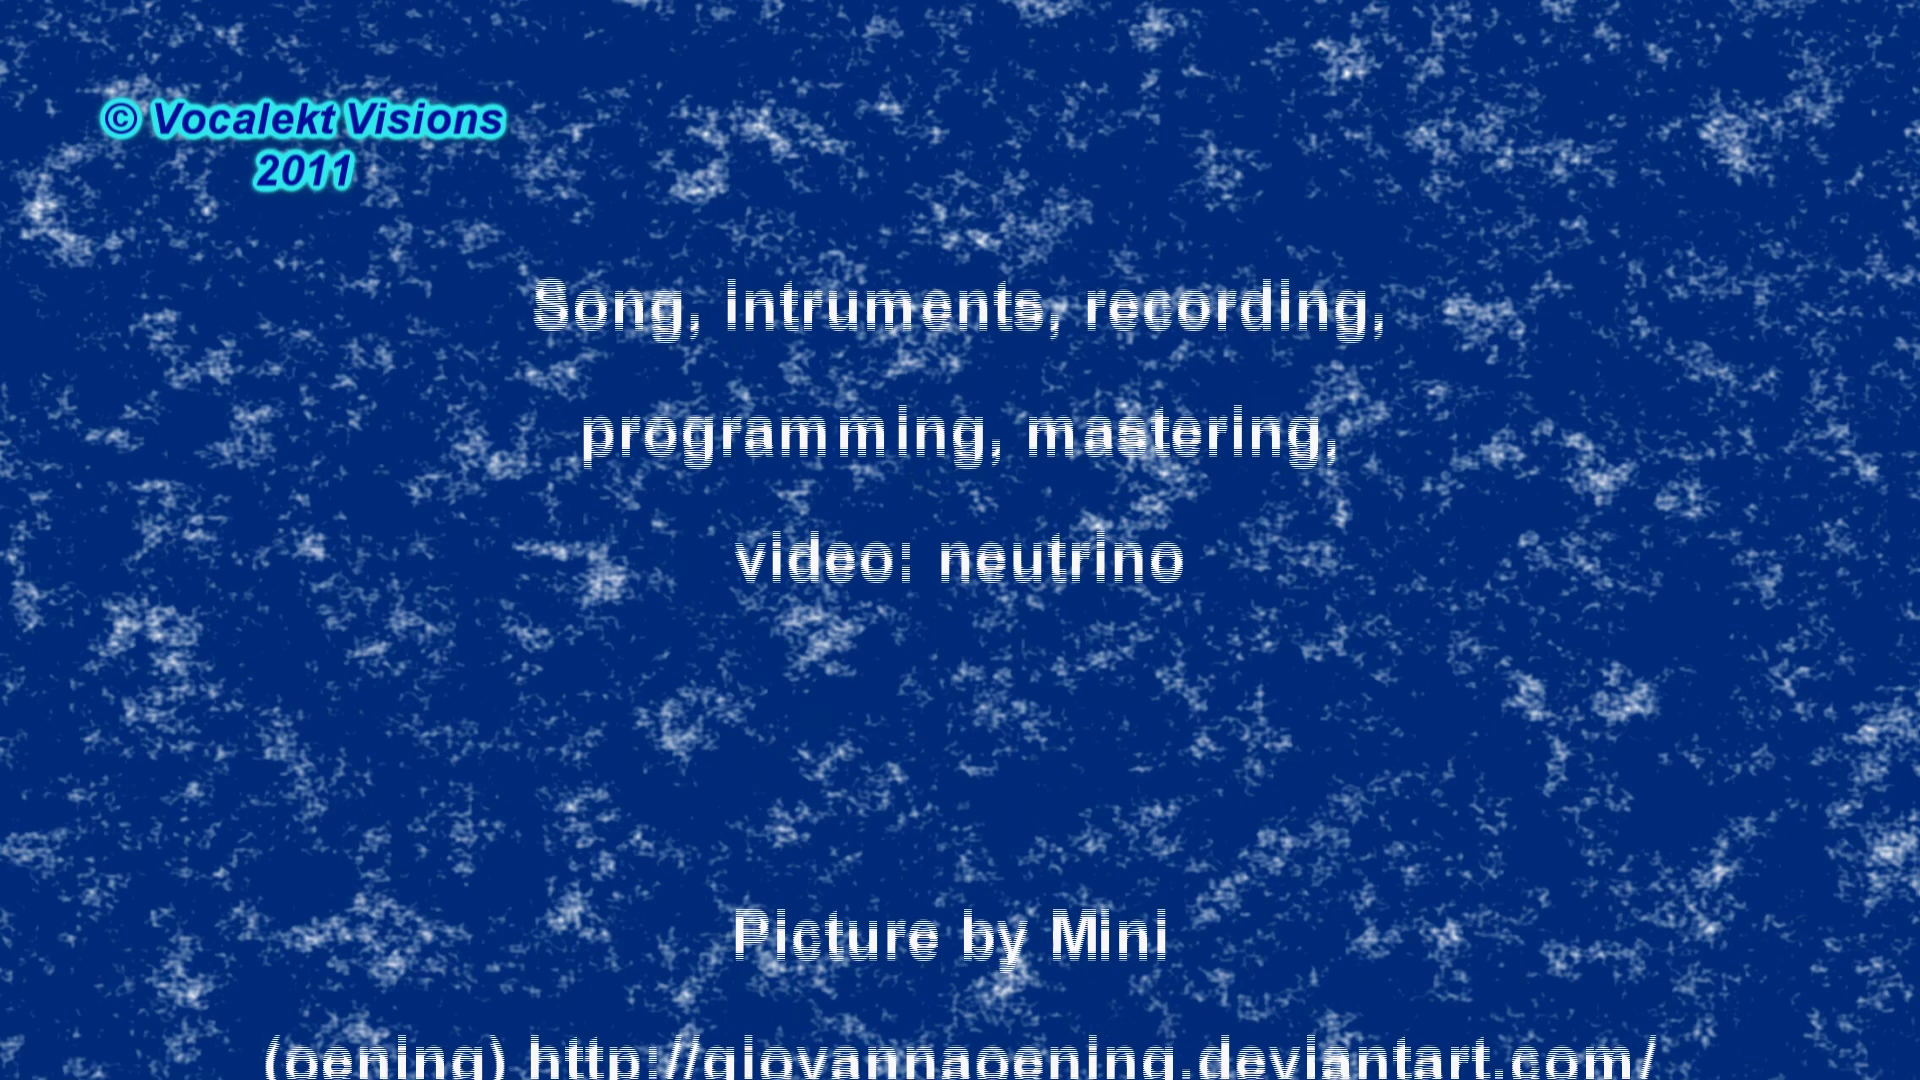 © Vocalekt Visions
2011
Song, intruments, recording,
programming, mastering,
video: neutrino
Picture by Mini
(oening) http://giovannaoening.deviantart.com/